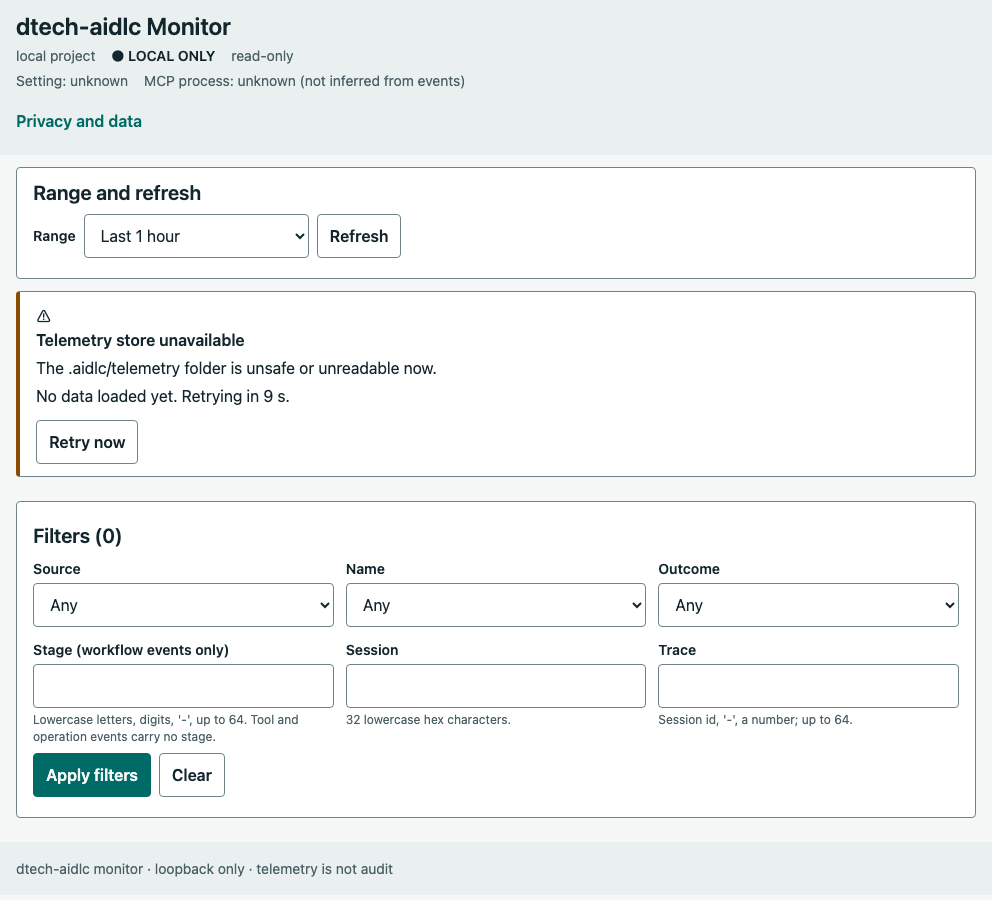 dtech-aidlc Monitor
local project ● LOCAL ONLY read-only
Setting: unknown MCP process: unknown (not inferred from events)
Privacy and data
Range and refresh
Range Last 1 hour Refresh
Telemetry store unavailable
The .aidlc/telemetry folder is unsafe or unreadable now.
No data loaded yet. Retrying in 9 s.
Retry now
Filters (0)
Source Name Outcome
Any Any Any
Stage (workflow events only) Session Trace
Lowercase letters, digits, '-', up to 64. Tool and
operation events carry no stage.
32 lowercase hex characters.
Session id, '-', a number; up to 64.
Apply filters Clear
dtech-aidlc monitor · loopback only · telemetry is not audit